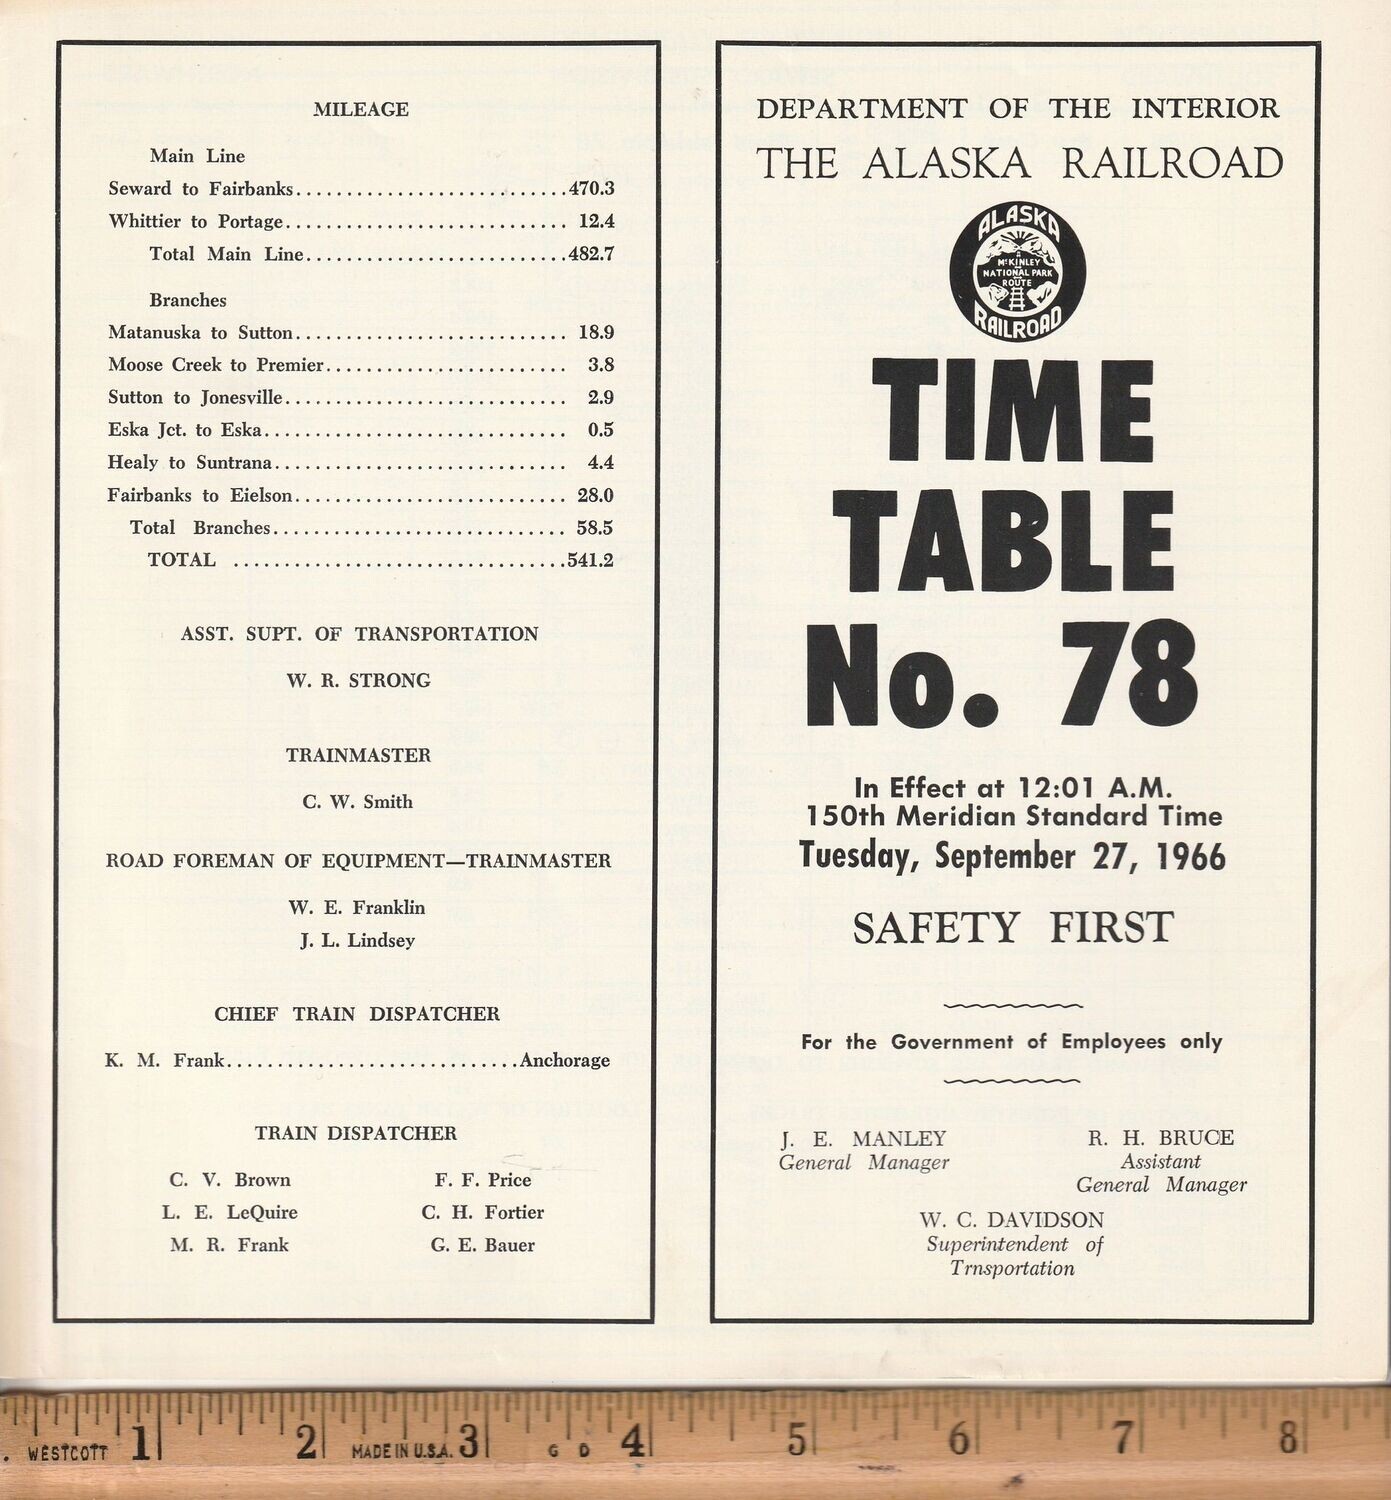 MILEAGE
Main Line
Seward to Fairbanks...........................470.3
Whittier to Portage............................ 12.4
Total Main Line..........................482.7
Branches
Matanuska to Sutton........................... 18.9
Moose Creek to Premier........................ 3.8
Sutton to Jonesville............................ 2.9
Eska Jct. to Eska.............................. 0.5
Healy to Suntrana............................. 4.4
Fairbanks to Eielson........................... 28.0
Total Branches............................. 58.5
TOTAL .................................541.2
ASST. SUPT. OF TRANSPORTATION
W. R. STRONG
TRAINMASTER
C. W. Smith
ROAD FOREMAN OF EQUIPMENT—TRAINMASTER
W. E. Franklin
J. L. Lindsey
CHIEF TRAIN DISPATCHER
K. M. Frank.............................Anchorage
TRAIN DISPATCHER
C. V. Brown F. F. Price
L. E. LeQuire C. H. Fortier
M. R. Frank G. E. Bauer
DEPARTMENT OF THE INTERIOR
THE ALASKA RAILROAD
ALASKA
McKINLEY
NATIONAL PARK
ROUTE
RAILROAD
TIME
TABLE
No. 78
In Effect at 12:01 A.M.
150th Meridian Standard Time
Tuesday, September 27, 1966
SAFETY FIRST
For the Government of Employees only
J. E. MANLEY R. H. BRUCE
General Manager Assistant
General Manager
W. C. DAVIDSON
Superintendent of
Trnsportation
WESTCOTT 1 2 MADE IN U.S.A. 3 G D 4 5 6 7 8